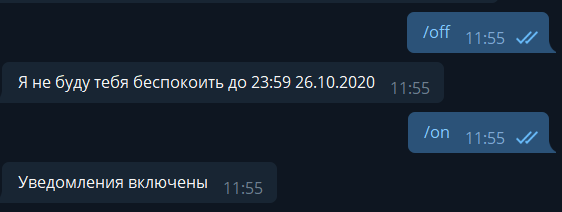 /off 11:55
Я не буду тебя беспокоить до 23:59 26.10.2020 11:55
/on 11:55
Уведомления включены 11:55